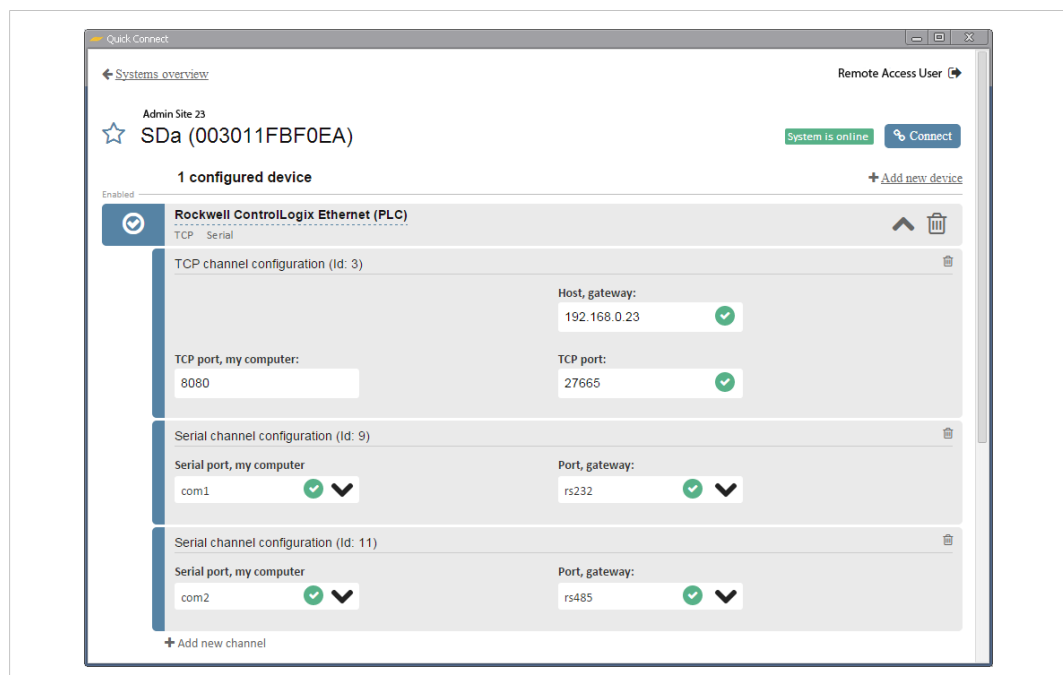 Quick Connect
Systems overview
Remote Access User
Admin Site 23
SDa (003011FBF0EA)
System is online
Connect
1 configured device
Add new device
Enabled
Rockwell ControlLogix Ethernet (PLC)
TCP Serial
TCP channel configuration (Id: 3)
Host, gateway:
192.168.0.23
TCP port, my computer:
TCP port:
8080
27665
Serial channel configuration (Id: 9)
Serial port, my computer
Port, gateway:
com1
rs232
Serial channel configuration (Id: 11)
Serial port, my computer
Port, gateway:
com2
rs485
Add new channel